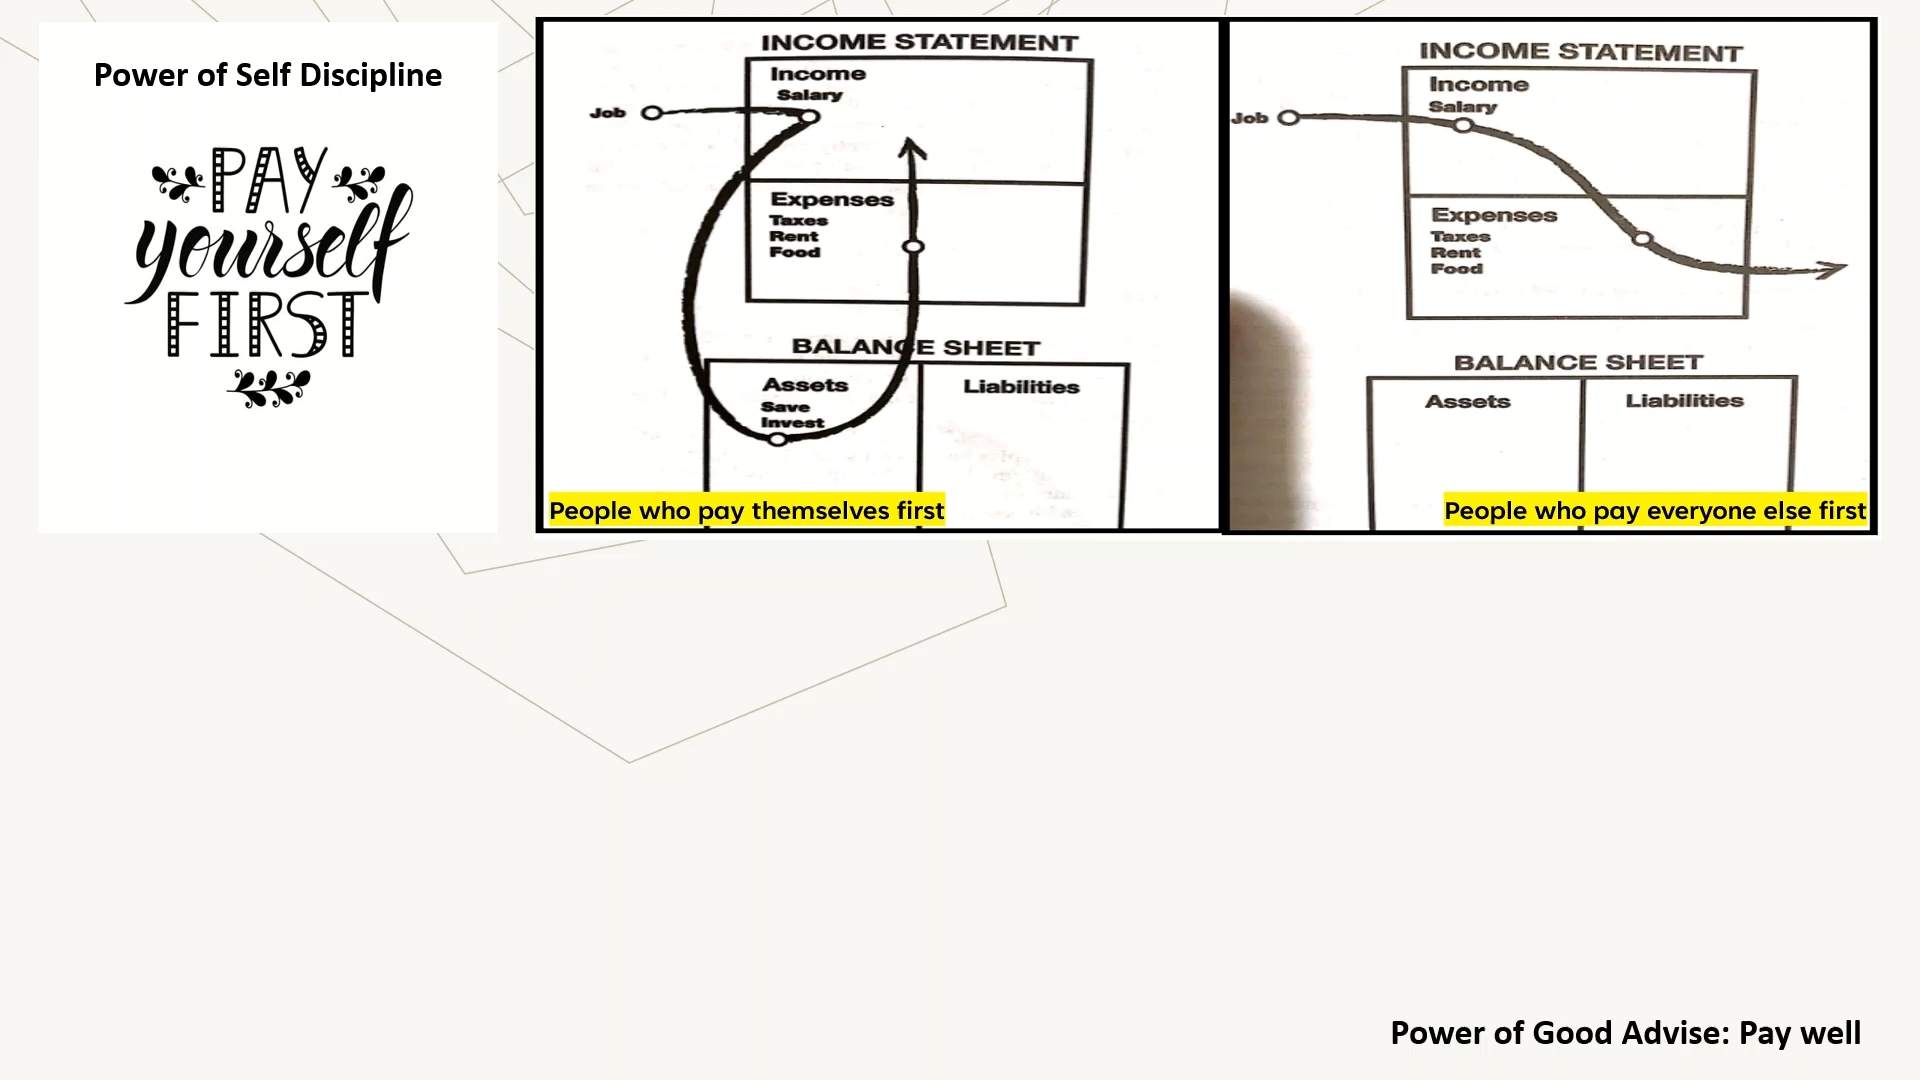 Power of Self Discipline
PAY
yourself
FIRST
INCOME STATEMENT
Income
Salary
Job
Expenses
Taxes
Rent
Food
BALANCE SHEET
Assets
Save
Invest
Liabilities
People who pay themselves first
INCOME STATEMENT
Income
Salary
Job
Expenses
Taxes
Rent
Food
BALANCE SHEET
Assets
Liabilities
People who pay everyone else first
Power of Good Advise: Pay well